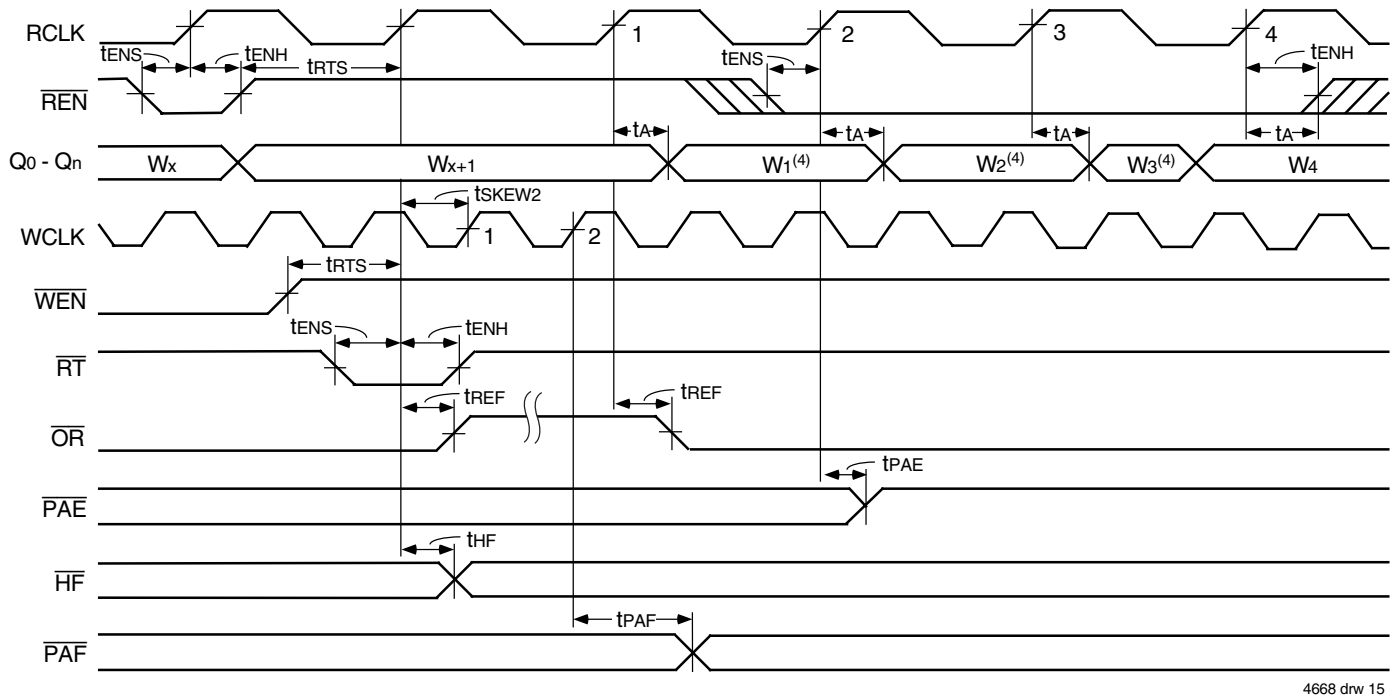 RCLK
1
2
3
4
tENS
tENH
tRTS
tENS
tENH
REN
tA
tA
tA
tA
Q0 - Qn
Wx
Wx+1
W1(4)
W2(4)
W3(4)
W4
tSKEW2
WCLK
1
2
tRTS
WEN
tENS
tENH
RT
tREF
tREF
OR
tPAE
PAE
tHF
HF
tPAF
PAF
4668 drw 15